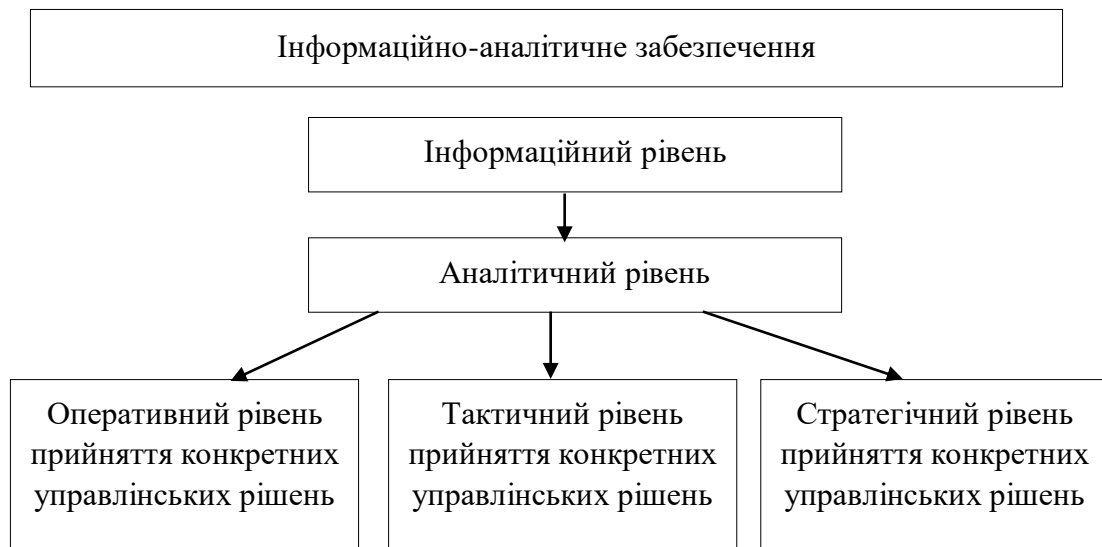 Інформаційно-аналітичне забезпечення
Інформаційний рівень
Аналітичний рівень
Оперативний рівень
прийняття конкретних
управлінських рішень
Тактичний рівень
прийняття конкретних
управлінських рішень
Стратегічний рівень
прийняття конкретних
управлінських рішень